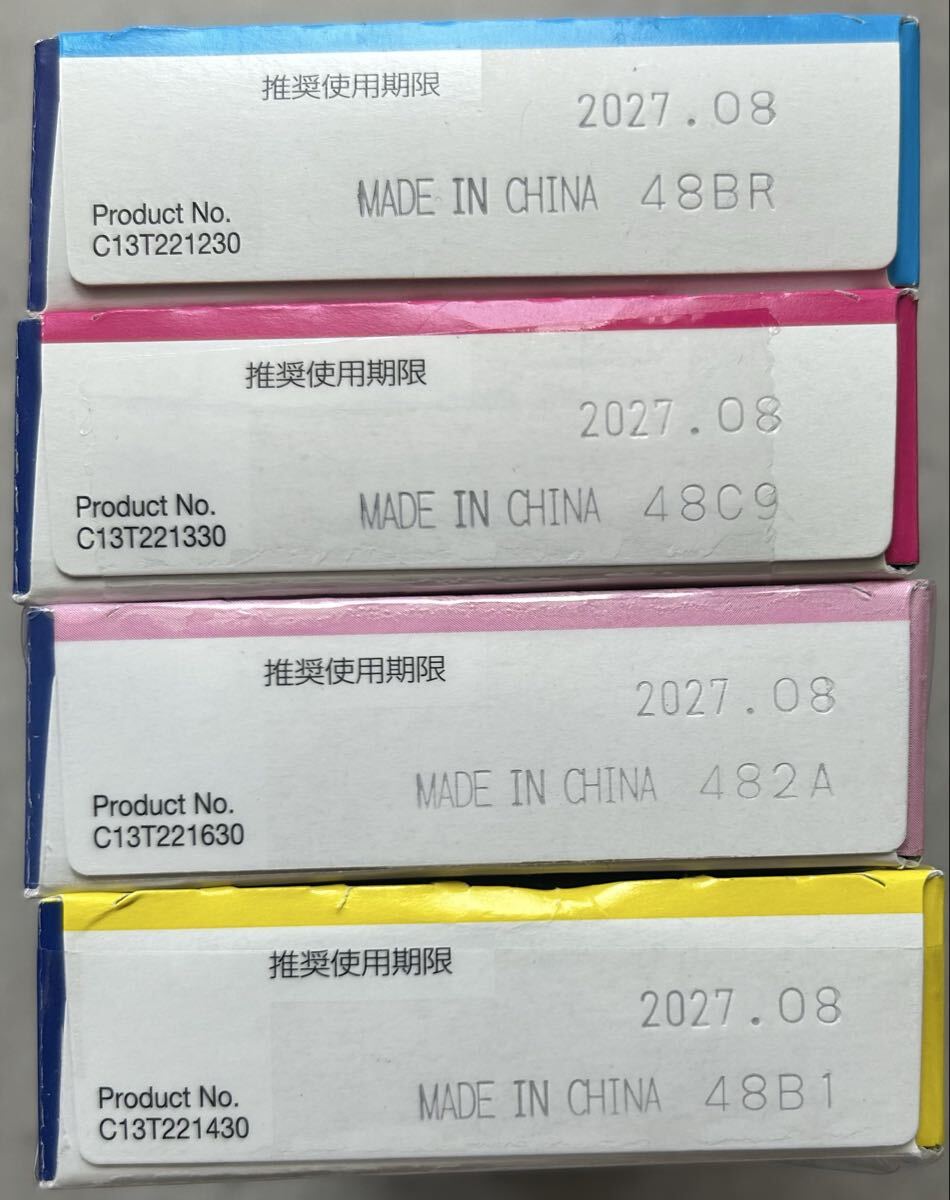 推奨使用期限
2027.08
MADE IN CHINA 48BR
Product No.
C13T221230
推奨使用期限
2027.08
MADE IN CHINA 48C9
Product No.
C13T221330
推奨使用期限
2027.08
MADE IN CHINA 482A
Product No.
C13T221630
推奨使用期限
2027.08
MADE IN CHINA 48B1
Product No.
C13T221430